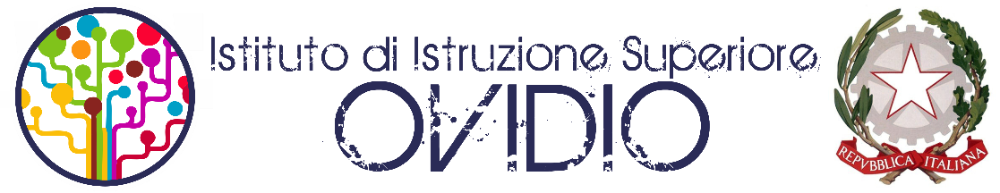 Istituto di Istruzione Superiore
OVIDIO
REPVBBLICA ITALIANA